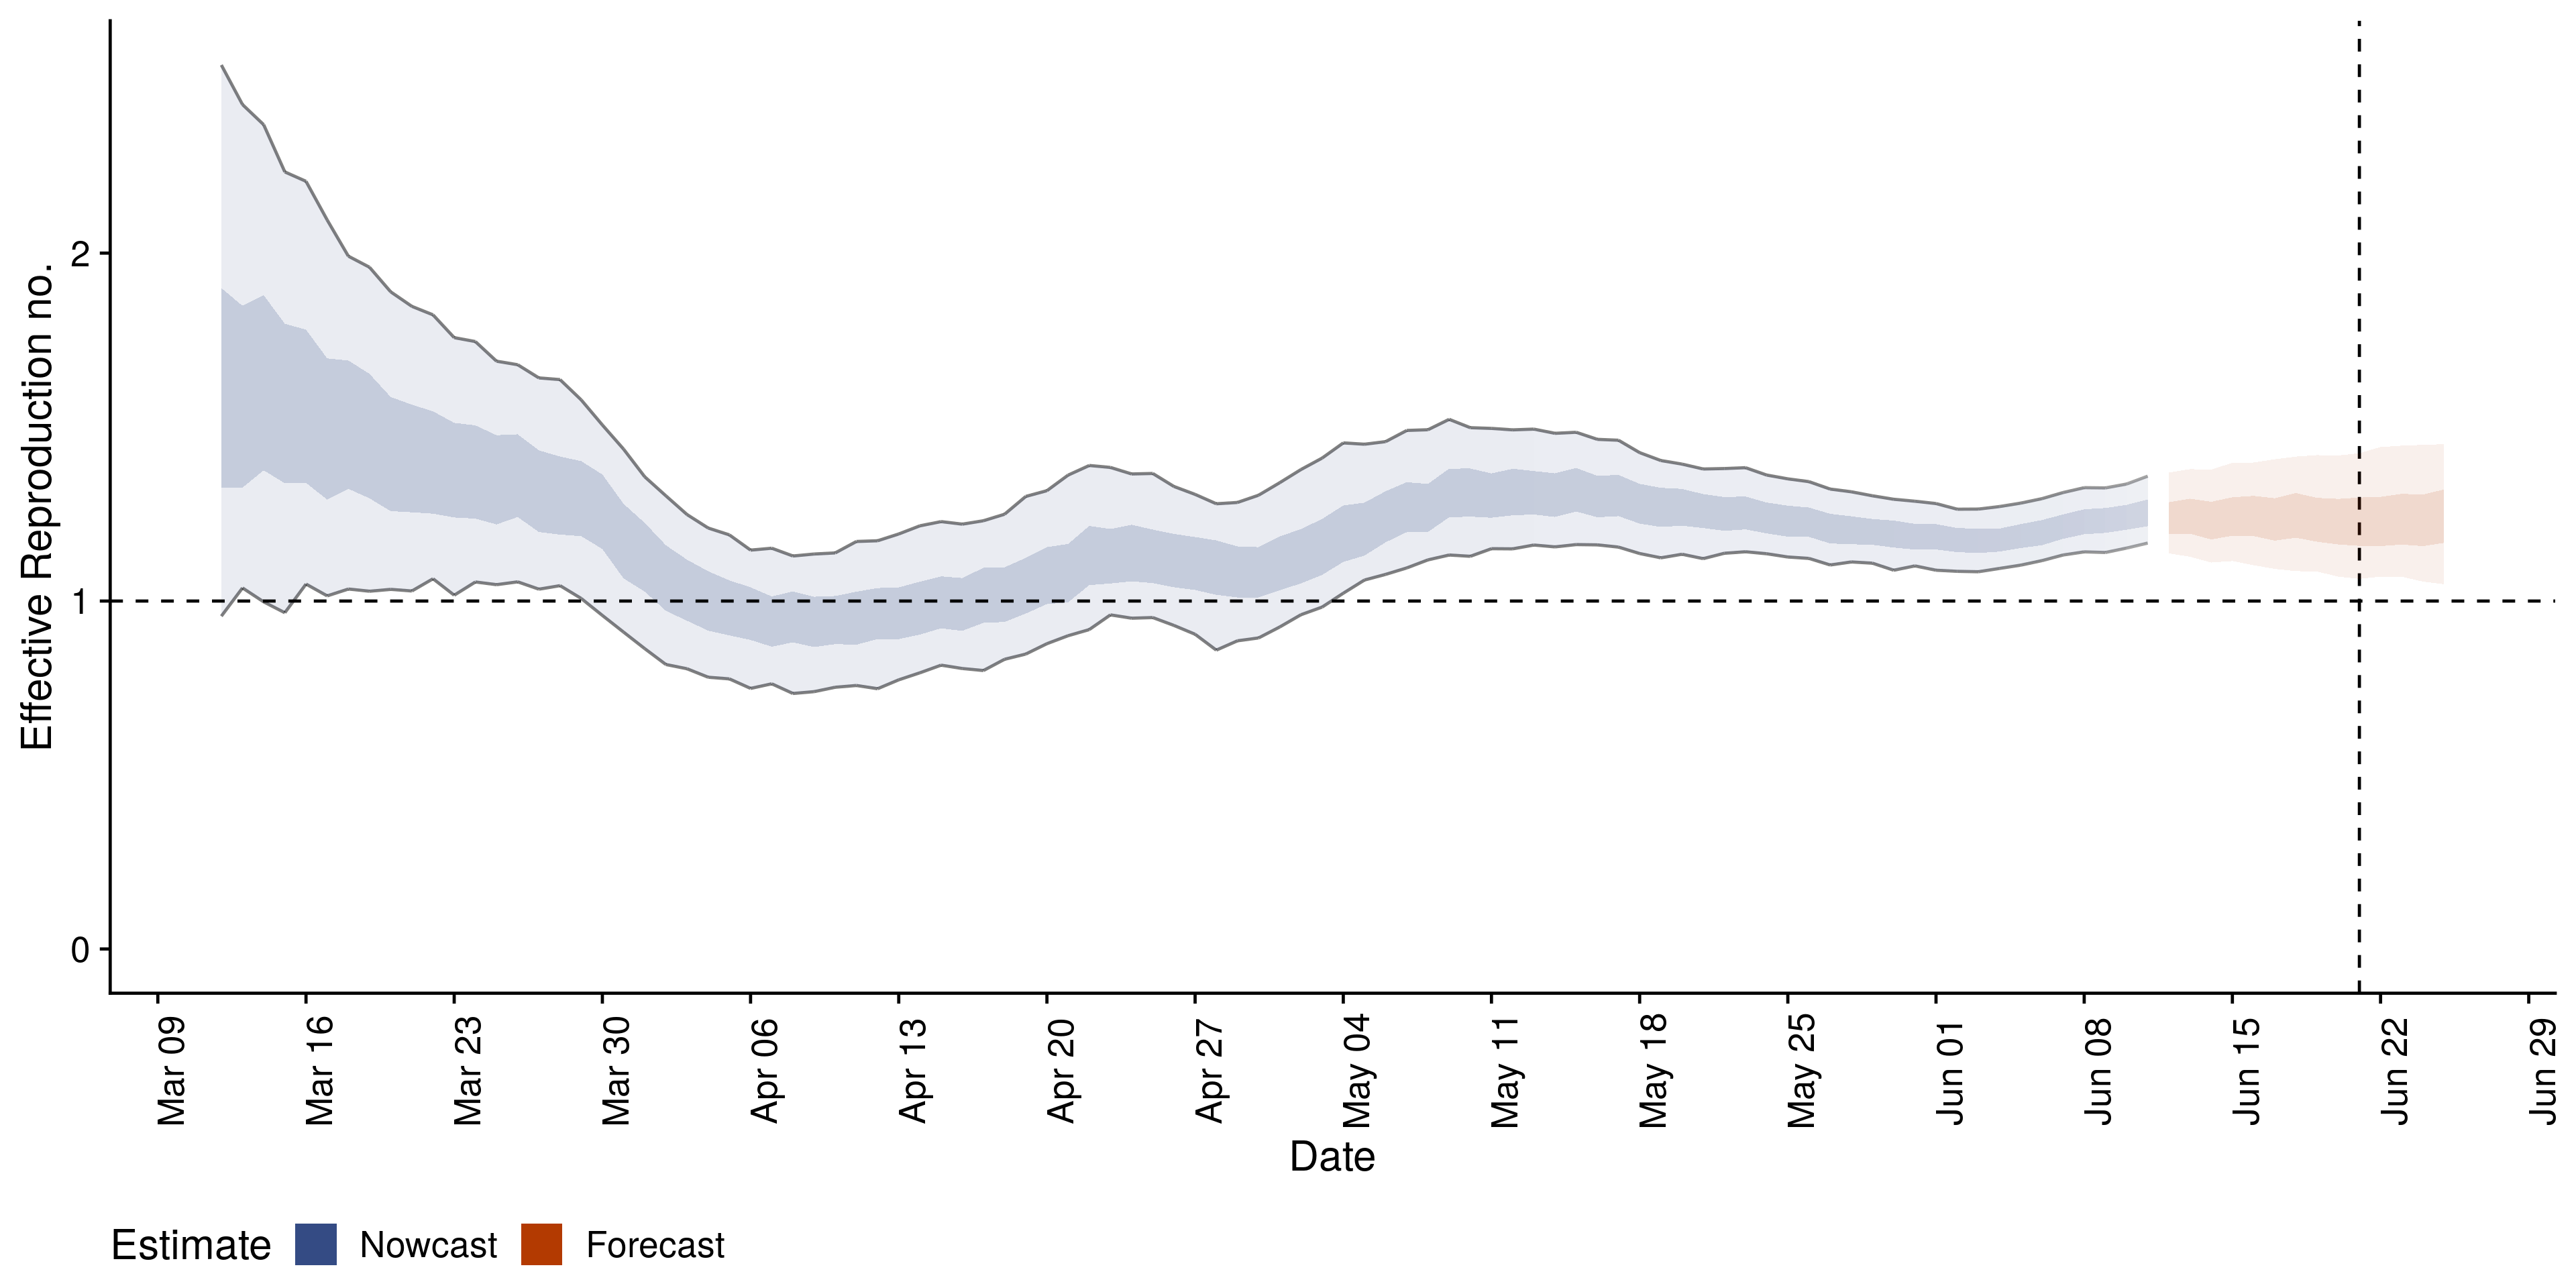 Effective Reproduction no.
2
1
0
Mar 09
Mar 16
Mar 23
Mar 30
Apr 06
Apr 13
Apr 20
Apr 27
May 04
May 11
May 18
May 25
Jun 01
Jun 08
Jun 15
Jun 22
Jun 29
Date
Estimate Nowcast Forecast